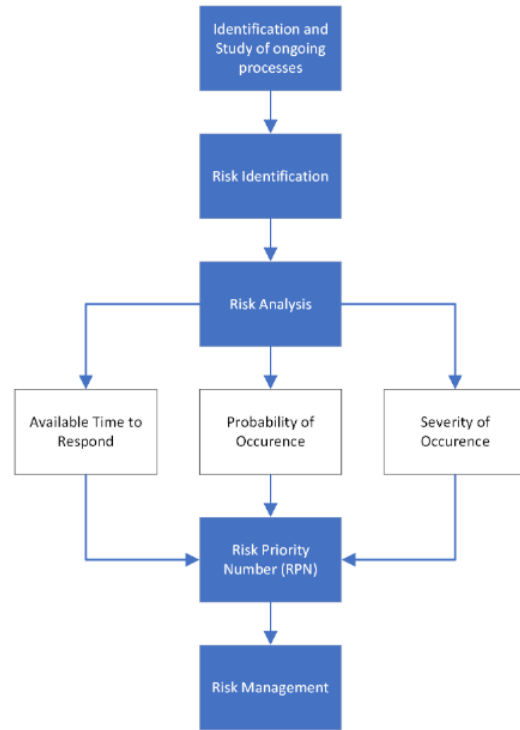 Identification and
Study of ongoing
processes
Risk Identification
Risk Analysis
Available Time to
Respond
Probability of
Occurence
Severity of
Occurence
Risk Priority
Number (RPN)
Risk Management